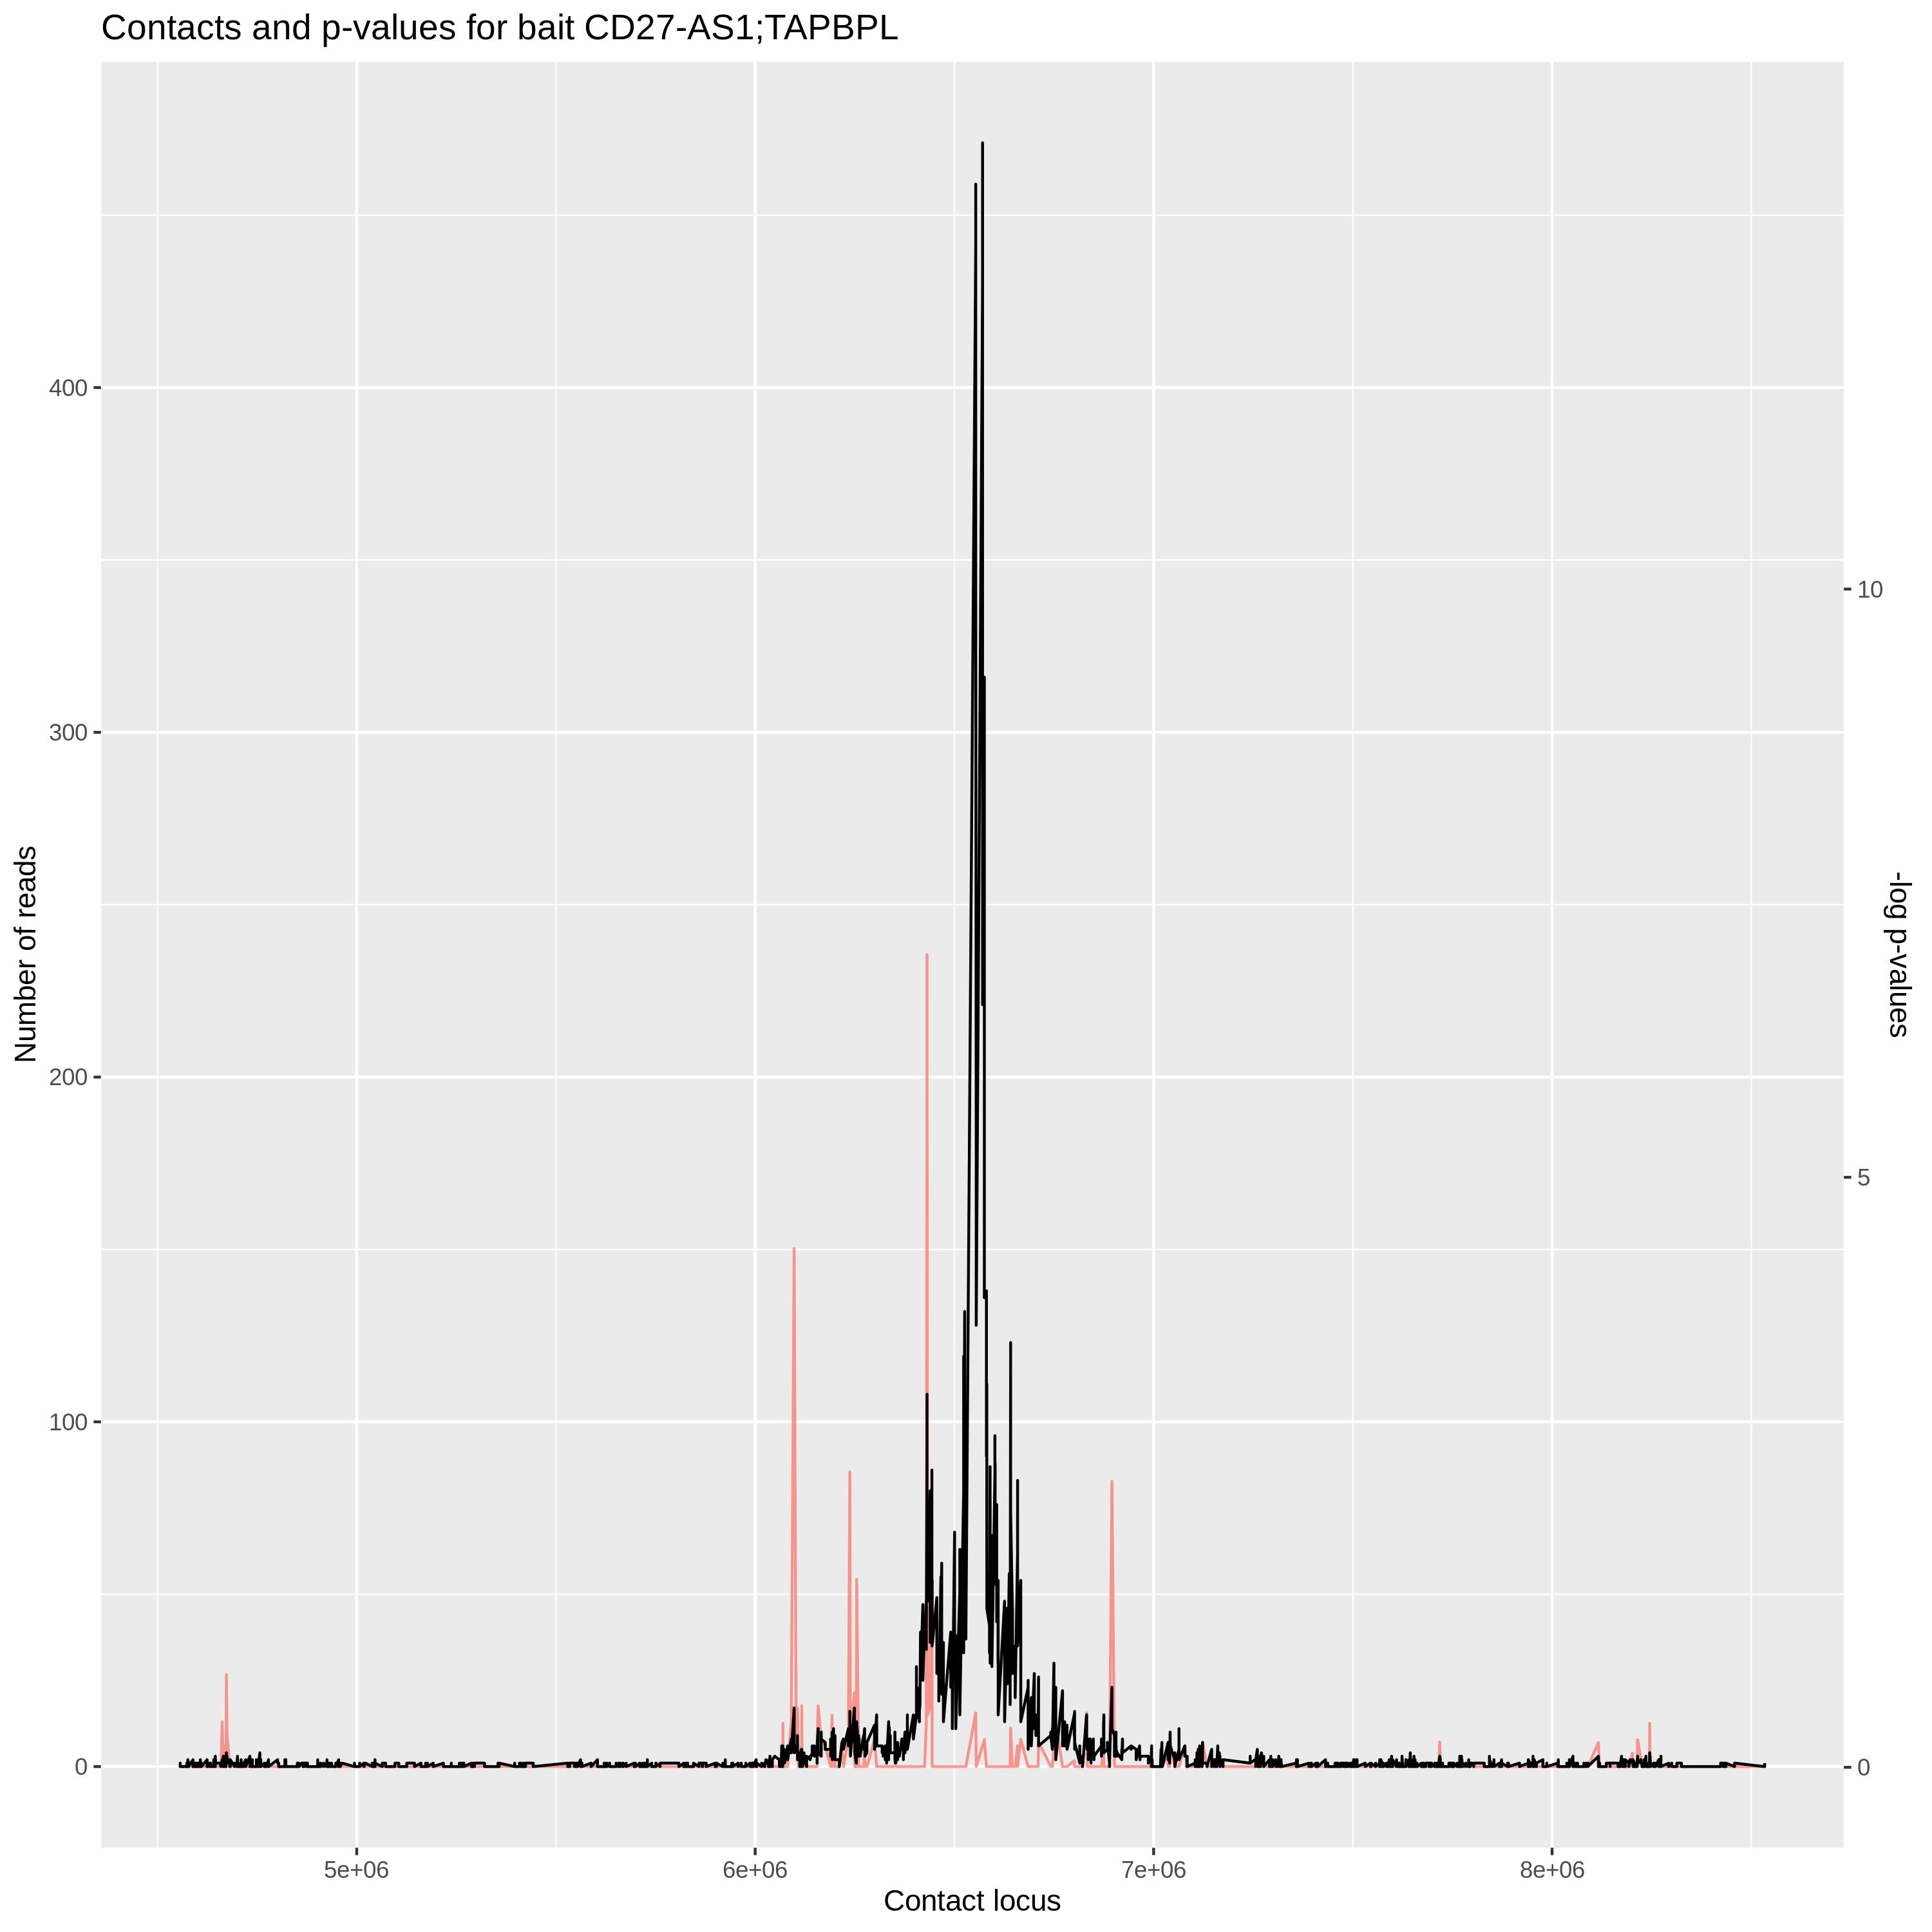 Contacts and p-values for bait CD27-AS1;TAPBPL
400
300
200
100
0
Number of reads
10
5
0
-log p-values
5e+06
6e+06
7e+06
8e+06
Contact locus